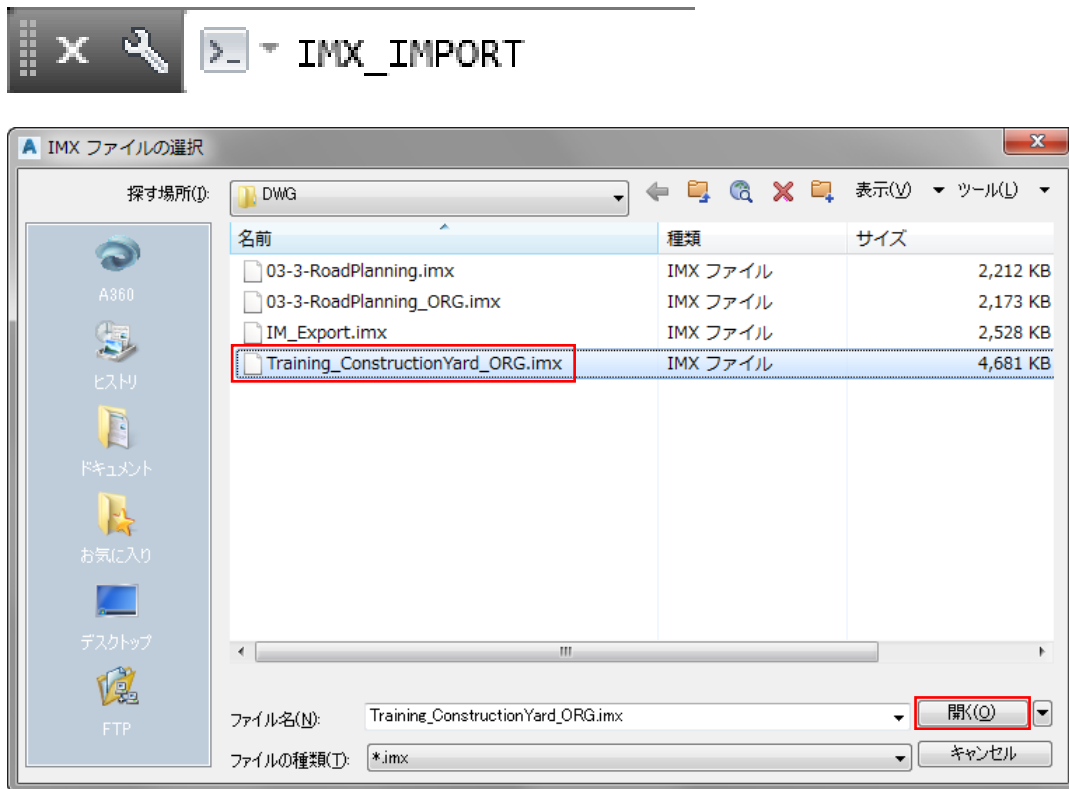 IMX_IMPORT
IMX ファイルの選択
探す場所(I): DWG 表示(V) ツール(L)
名前 種類 サイズ
03-3-RoadPlanning.imx IMX ファイル 2,212 KB
03-3-RoadPlanning_ORG.imx IMX ファイル 2,173 KB
IM_Export.imx IMX ファイル 2,528 KB
Training_ConstructionYard_ORG.imx IMX ファイル 4,681 KB
A360
ヒストリ
ドキュメント
お気に入り
デスクトップ
FTP
ファイル名(N): Training_ConstructionYard_ORG.imx 開く(O)
ファイルの種類(T): *.imx キャンセル